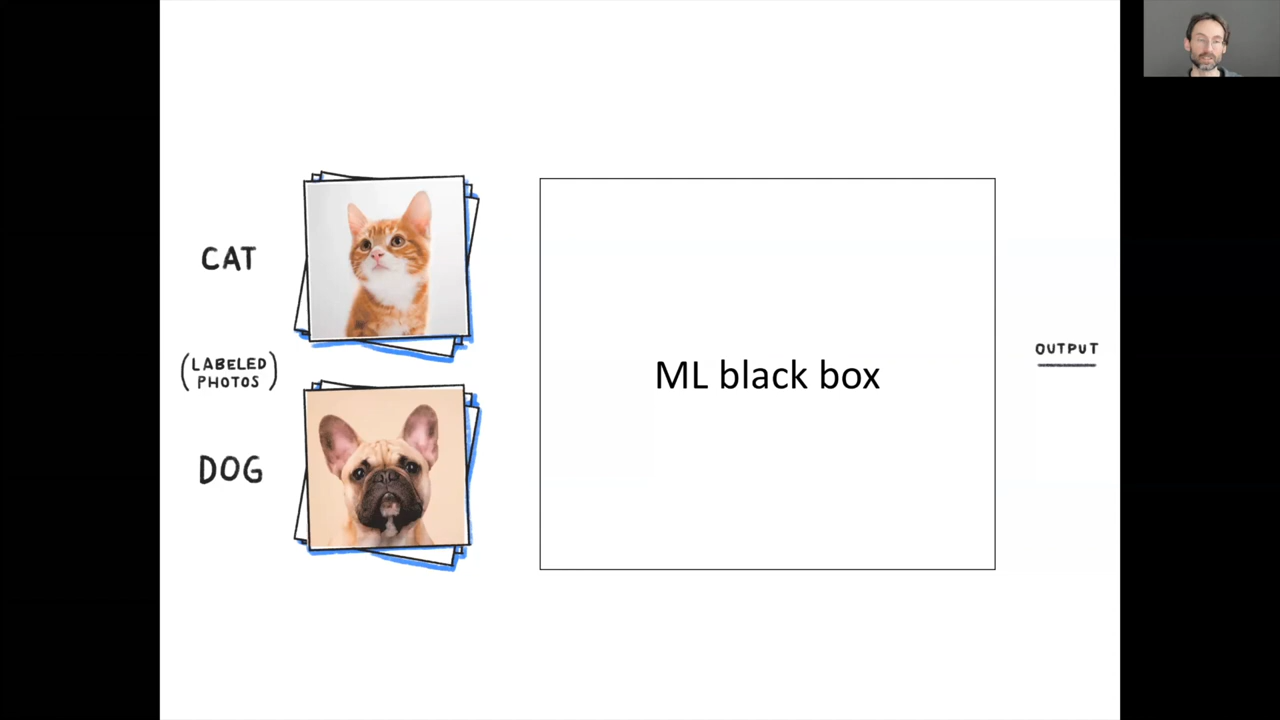 CAT
(LABELED
PHOTOS)
DOG
ML black box
OUTPUT